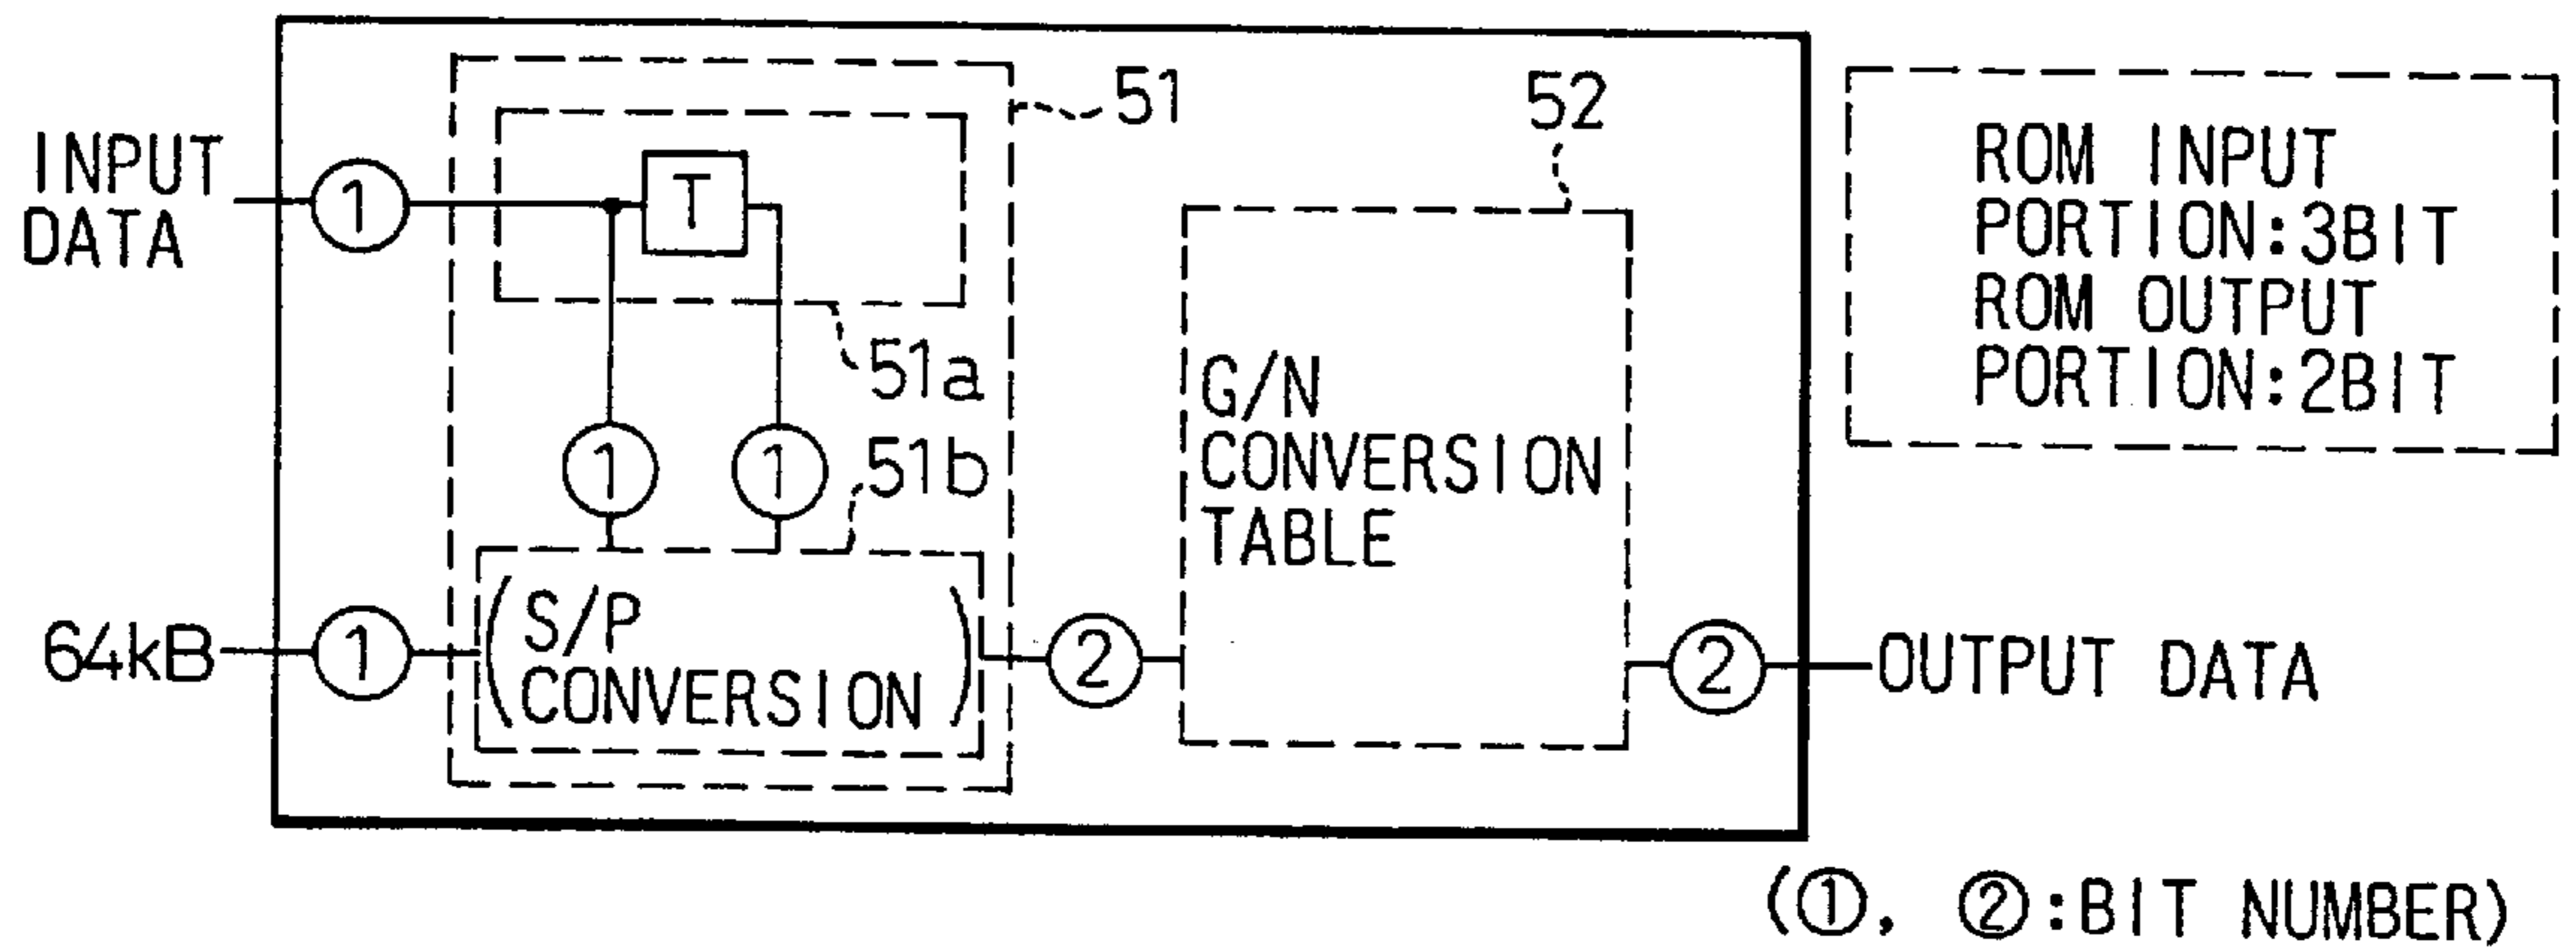 INPUT
DATA
①
T
51
51a
①
①
51b
64kB
①
(S/P
CONVERSION)
②
52
G/N
CONVERSION
TABLE
②
OUTPUT DATA
ROM INPUT
PORTION:3BIT
ROM OUTPUT
PORTION:2BIT
(①, ②:BIT NUMBER)